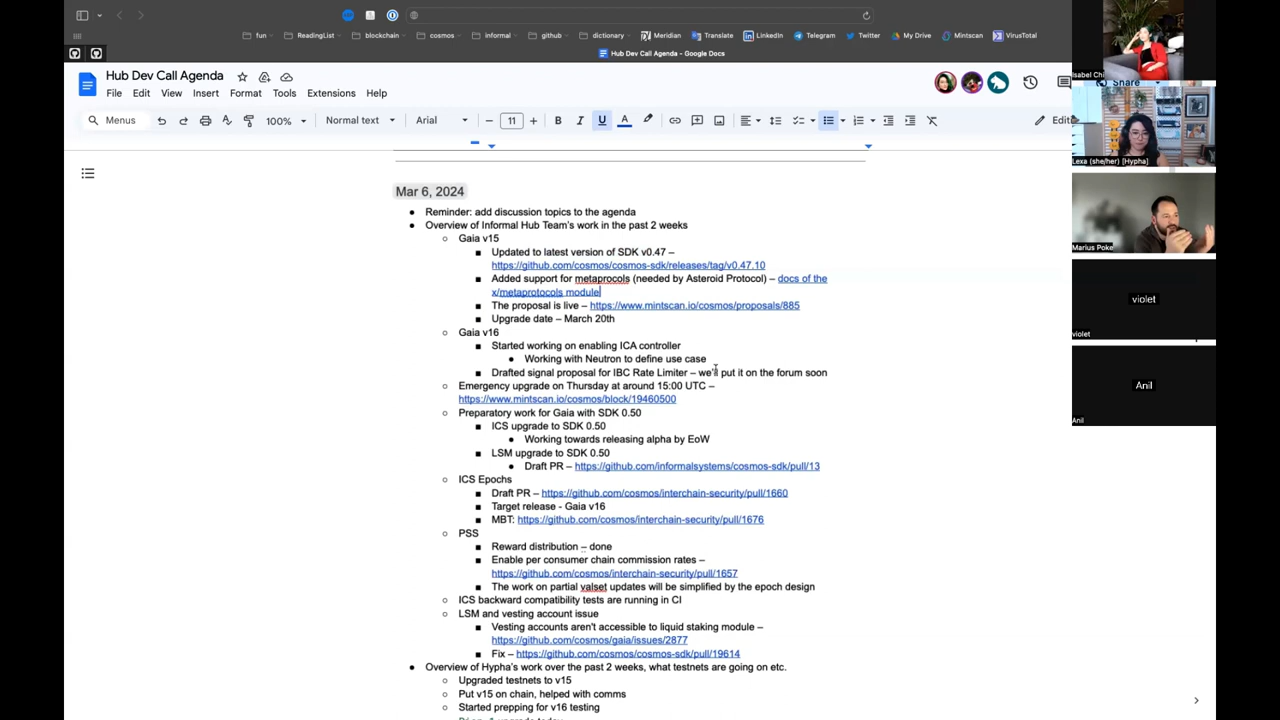 fun
ReadingList
blockchain
cosmos
informal
github
dictionary
Meridian
Translate
LinkedIn
Telegram
Twitter
My Drive
Mintscan
VirusTotal
Hub Dev Call Agenda - Google Docs
Hub Dev Call Agenda
File Edit View Insert Format Tools Extensions Help
Share
Menus
100%
Normal text
Arial
11
Mar 6, 2024
Reminder: add discussion topics to the agenda
Overview of Informal Hub Team's work in the past 2 weeks
Gaia v15
Updated to latest version of SDK v0.47 –
https://github.com/cosmos/cosmos-sdk/releases/tag/v0.47.10
Added support for metaprocols (needed by Asteroid Protocol) – docs of the
x/metaprotocols module
The proposal is live – https://www.mintscan.io/cosmos/proposals/885
Upgrade date – March 20th
Gaia v16
Started working on enabling ICA controller
Working with Neutron to define use case
Drafted signal proposal for IBC Rate Limiter – we'll put it on the forum soon
Emergency upgrade on Thursday at around 15:00 UTC –
https://www.mintscan.io/cosmos/block/19460500
Preparatory work for Gaia with SDK 0.50
ICS upgrade to SDK 0.50
Working towards releasing alpha by EoW
LSM upgrade to SDK 0.50
Draft PR – https://github.com/informalsystems/cosmos-sdk/pull/13
ICS Epochs
Draft PR – https://github.com/cosmos/interchain-security/pull/1660
Target release - Gaia v16
MBT: https://github.com/cosmos/interchain-security/pull/1676
PSS
Reward distribution – done
Enable per consumer chain commission rates –
https://github.com/cosmos/interchain-security/pull/1657
The work on partial valset updates will be simplified by the epoch design
ICS backward compatibility tests are running in CI
LSM and vesting account issue
Vesting accounts aren't accessible to liquid staking module –
https://github.com/cosmos/gaia/issues/2877
Fix – https://github.com/cosmos/cosmos-sdk/pull/19614
Overview of Hypha's work over the past 2 weeks, what testnets are going on etc.
Upgraded testnets to v15
Put v15 on chain, helped with comms
Started prepping for v16 testing
Isabel Chi
Lexa (she/her) [Hypha]
Marius Poke
violet
violet
Anil
Anil